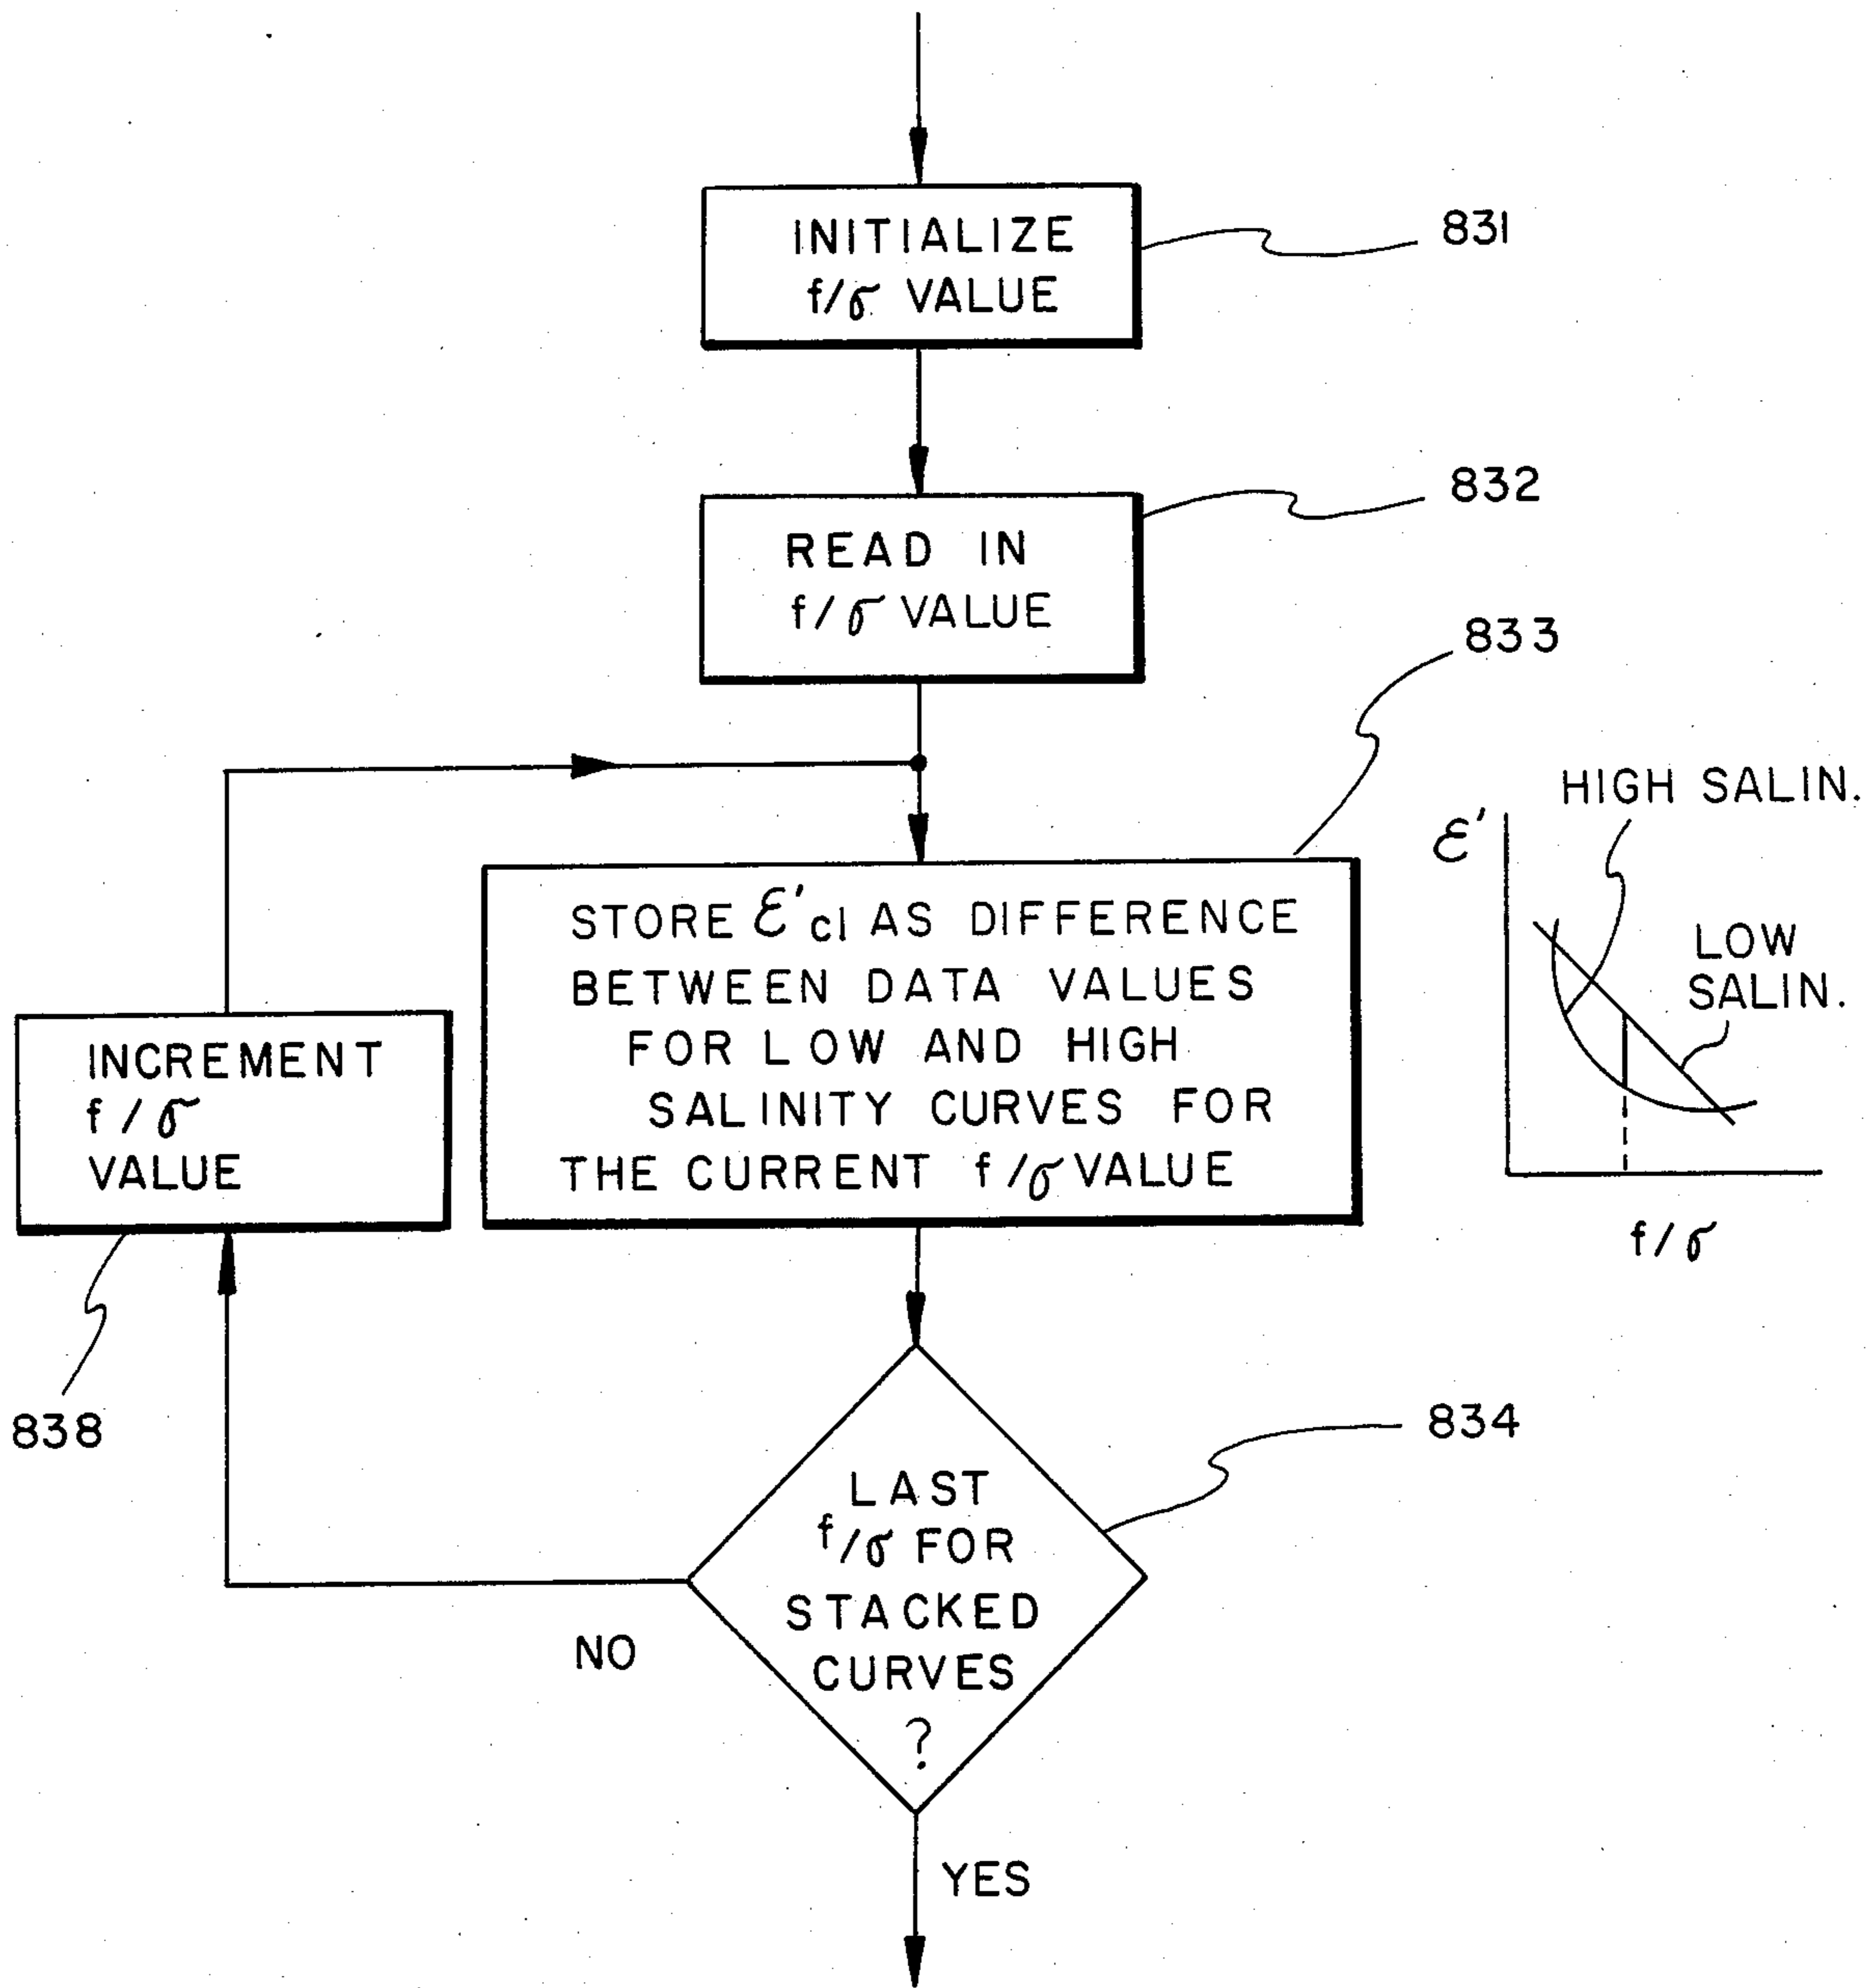 INITIALIZE
f/σ VALUE
831
READ IN
f/σ VALUE
832
833
STORE ε'cl AS DIFFERENCE
BETWEEN DATA VALUES
FOR LOW AND HIGH
SALINITY CURVES FOR
THE CURRENT f/σ VALUE
HIGH SALIN.
ε'
LOW
SALIN.
f/σ
INCREMENT
f/σ
VALUE
838
834
LAST
f/σ FOR
STACKED
CURVES
?
NO
YES